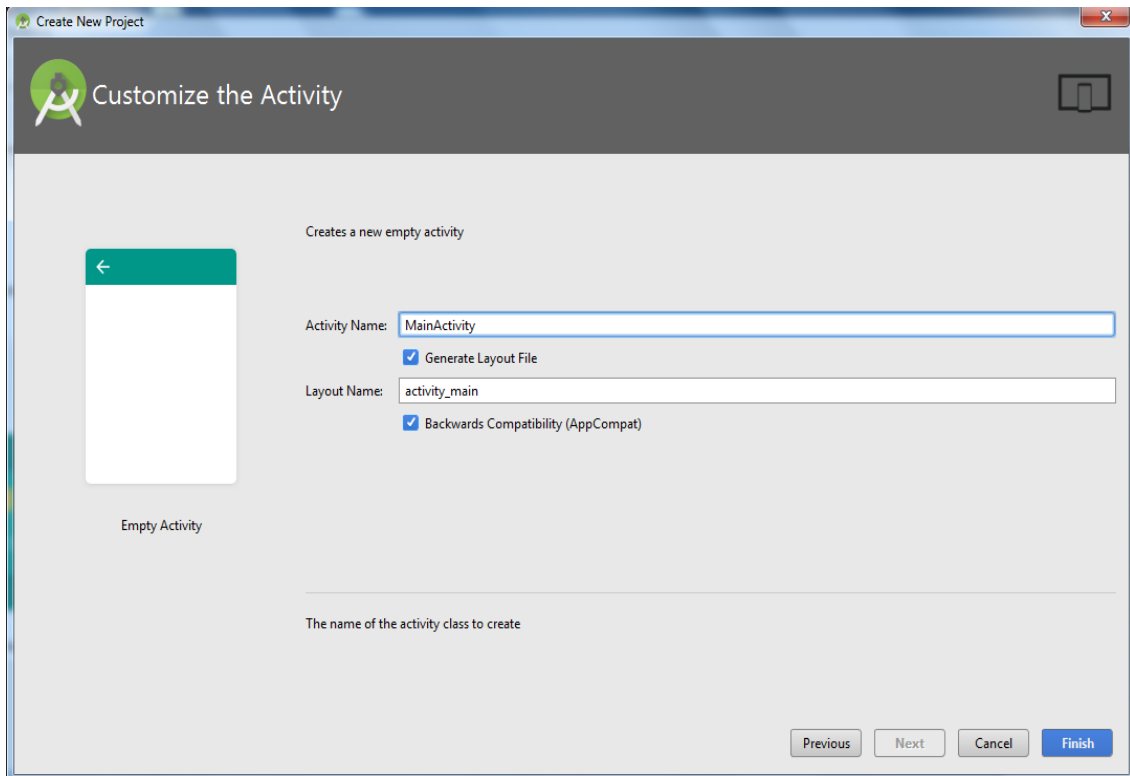 Create New Project
Customize the Activity
Creates a new empty activity
Activity Name: MainActivity
Generate Layout File
Layout Name: activity_main
Backwards Compatibility (AppCompat)
Empty Activity
The name of the activity class to create
Previous Next Cancel Finish